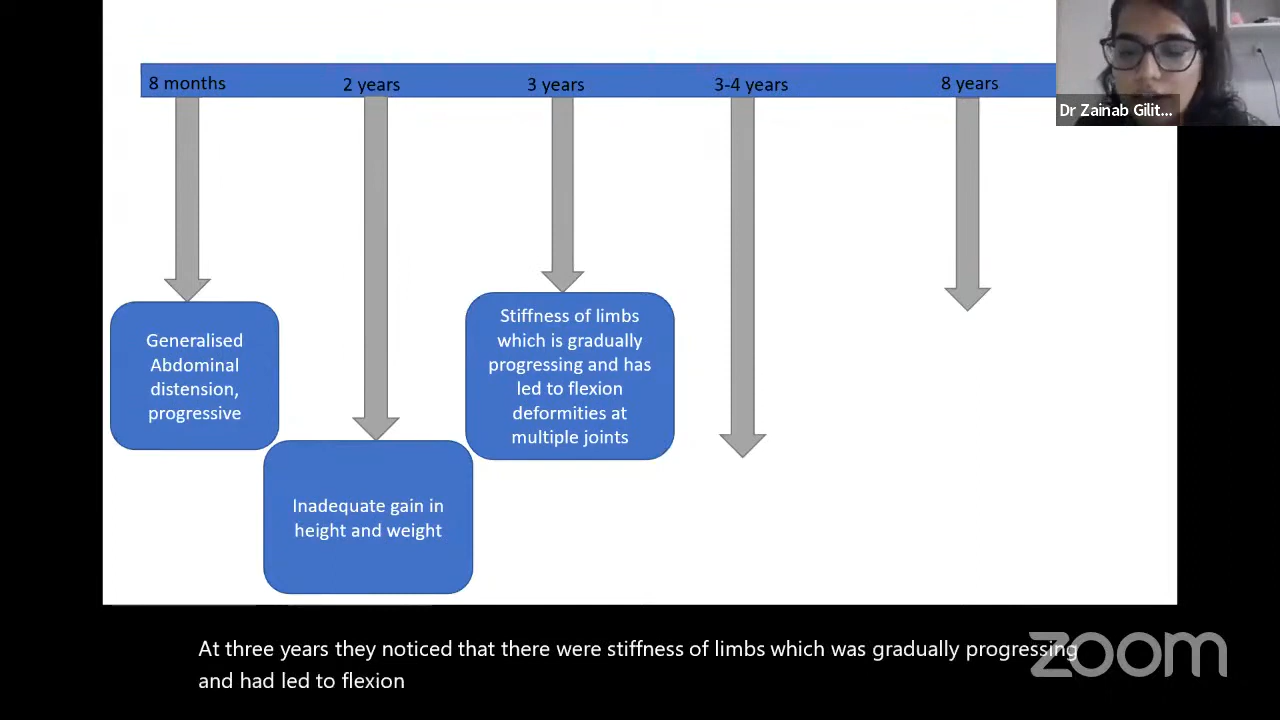 8 months
2 years
3 years
3-4 years
8 years
Dr Zainab Gilit...
Generalised
Abdominal
distension,
progressive
Inadequate gain in
height and weight
Stiffness of limbs
which is gradually
progressing and has
led to flexion
deformities at
multiple joints
At three years they noticed that there were stiffness of limbs which was gradually progressing
and had led to flexion
zoom